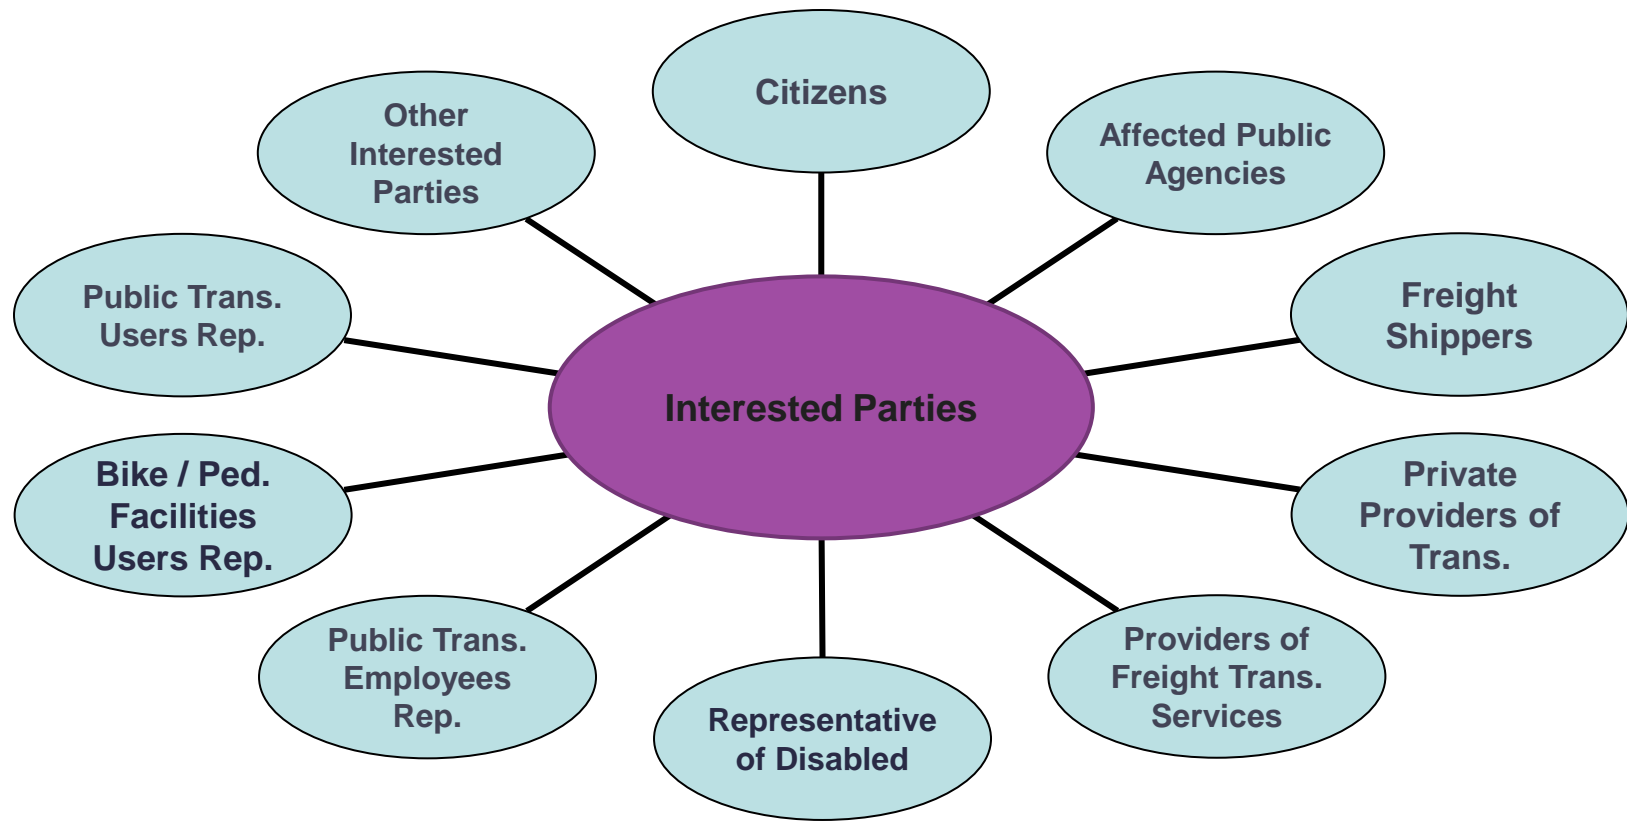 Citizens
Other
Interested
Parties
Affected Public
Agencies
Public Trans.
Users Rep.
Freight
Shippers
Interested Parties
Bike / Ped.
Facilities
Users Rep.
Private
Providers of
Trans.
Public Trans.
Employees
Rep.
Representative
of Disabled
Providers of
Freight Trans.
Services